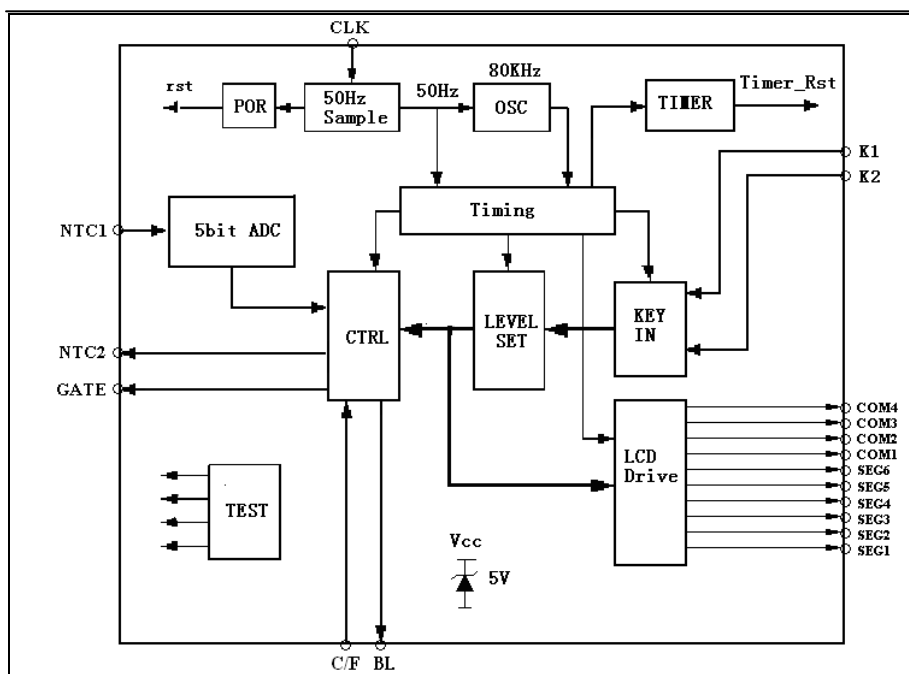 CLK
80KHz
rst
POR
50Hz
Sample
50Hz
OSC
TIMER
Timer_Rst
K1
K2
Timing
NTC1
5bit ADC
CTRL
LEVEL
SET
KEY
IN
NTC2
GATE
COM4
COM3
COM2
COM1
SEG6
SEG5
SEG4
SEG3
SEG2
SEG1
LCD
Drive
TEST
Vcc
5V
C/F
BL